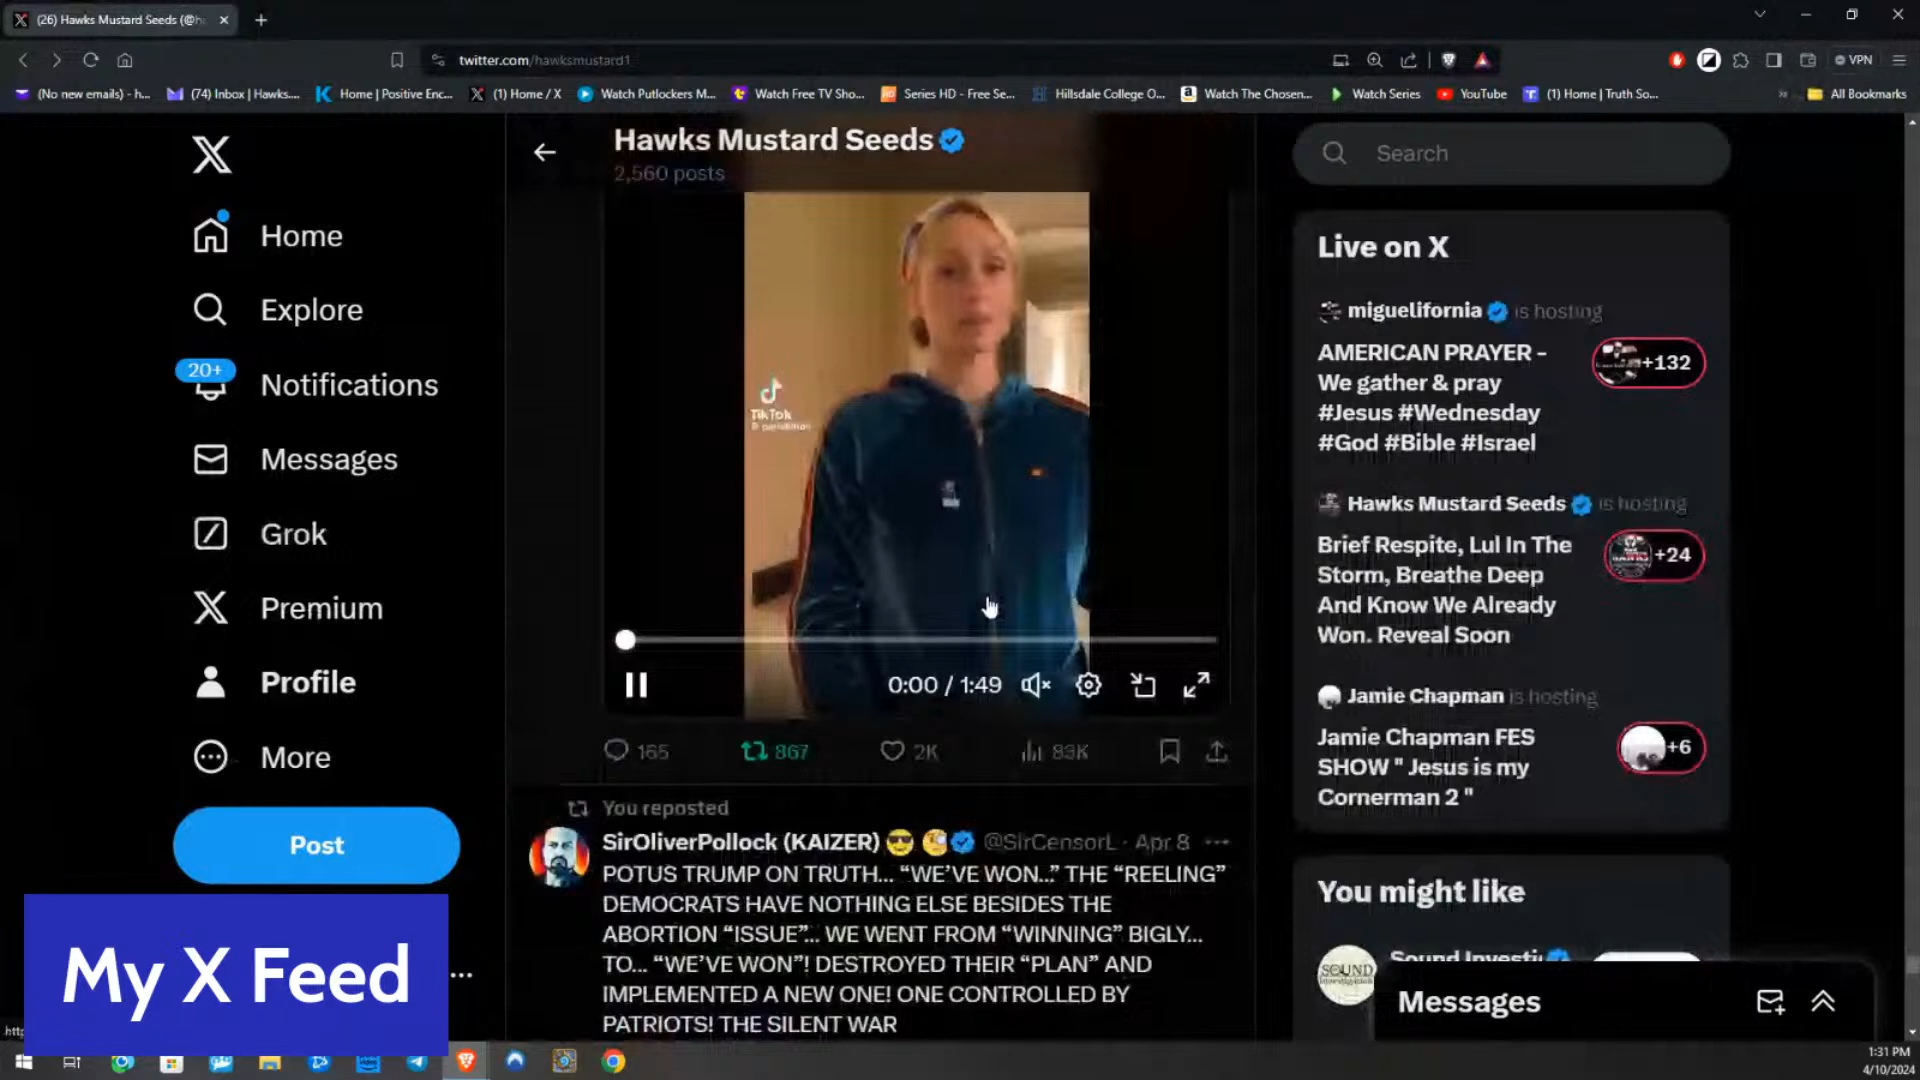 (26) Hawks Mustard Seeds (@h
twitter.com/hawksmustard1
VPN
(No new emails) - h...
(74) Inbox | Hawks....
Home | Positive Enc...
(1) Home / X
Watch Putlockers M...
Watch Free TV Sho...
Series HD - Free Se...
Hillsdale College O...
Watch The Chosen...
Watch Series
YouTube
(1) Home | Truth So...
All Bookmarks
Home
Explore
20+
Notifications
Messages
Grok
Premium
Profile
More
Post
My X Feed
Hawks Mustard Seeds
2,560 posts
TikTok
0:00 / 1:49
165
867
2K
83K
You reposted
SirOliverPollock (KAIZER) 😎 🧐 @SirCensorL · Apr 8
POTUS TRUMP ON TRUTH... “WE’VE WON...” THE “REELING”
DEMOCRATS HAVE NOTHING ELSE BESIDES THE
ABORTION “ISSUE”... WE WENT FROM “WINNING” BIGLY...
TO... “WE’VE WON”! DESTROYED THEIR “PLAN” AND
IMPLEMENTED A NEW ONE! ONE CONTROLLED BY
PATRIOTS! THE SILENT WAR
Search
Live on X
miguelifornia is hosting
AMERICAN PRAYER -
We gather & pray
#Jesus #Wednesday
#God #Bible #Israel
+132
Hawks Mustard Seeds is hosting
Brief Respite, Lul In The
Storm, Breathe Deep
And Know We Already
Won. Reveal Soon
+24
Jamie Chapman is hosting
Jamie Chapman FES
SHOW " Jesus is my
Cornerman 2 "
+6
You might like
SOUND
Sound Investi
Messages
1:31 PM
4/10/2024